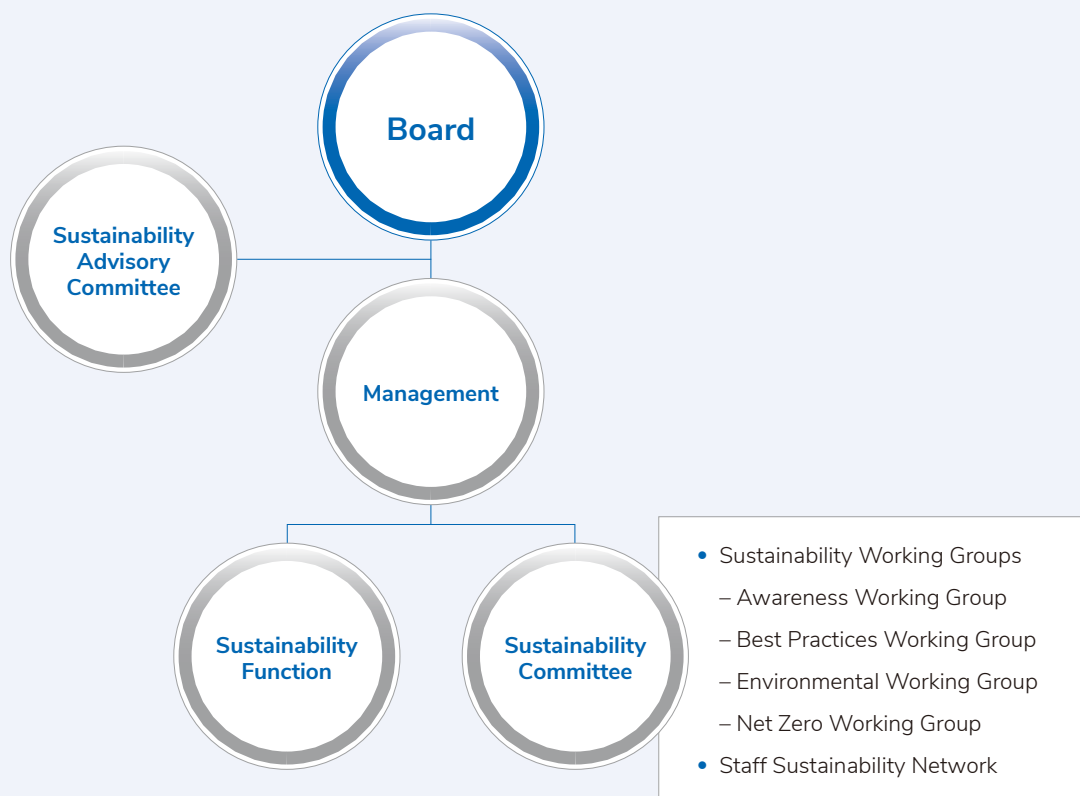 Board
Sustainability
Advisory
Committee
Management
Sustainability
Function
Sustainability
Committee
• Sustainability Working Groups
– Awareness Working Group
– Best Practices Working Group
– Environmental Working Group
– Net Zero Working Group
• Staff Sustainability Network